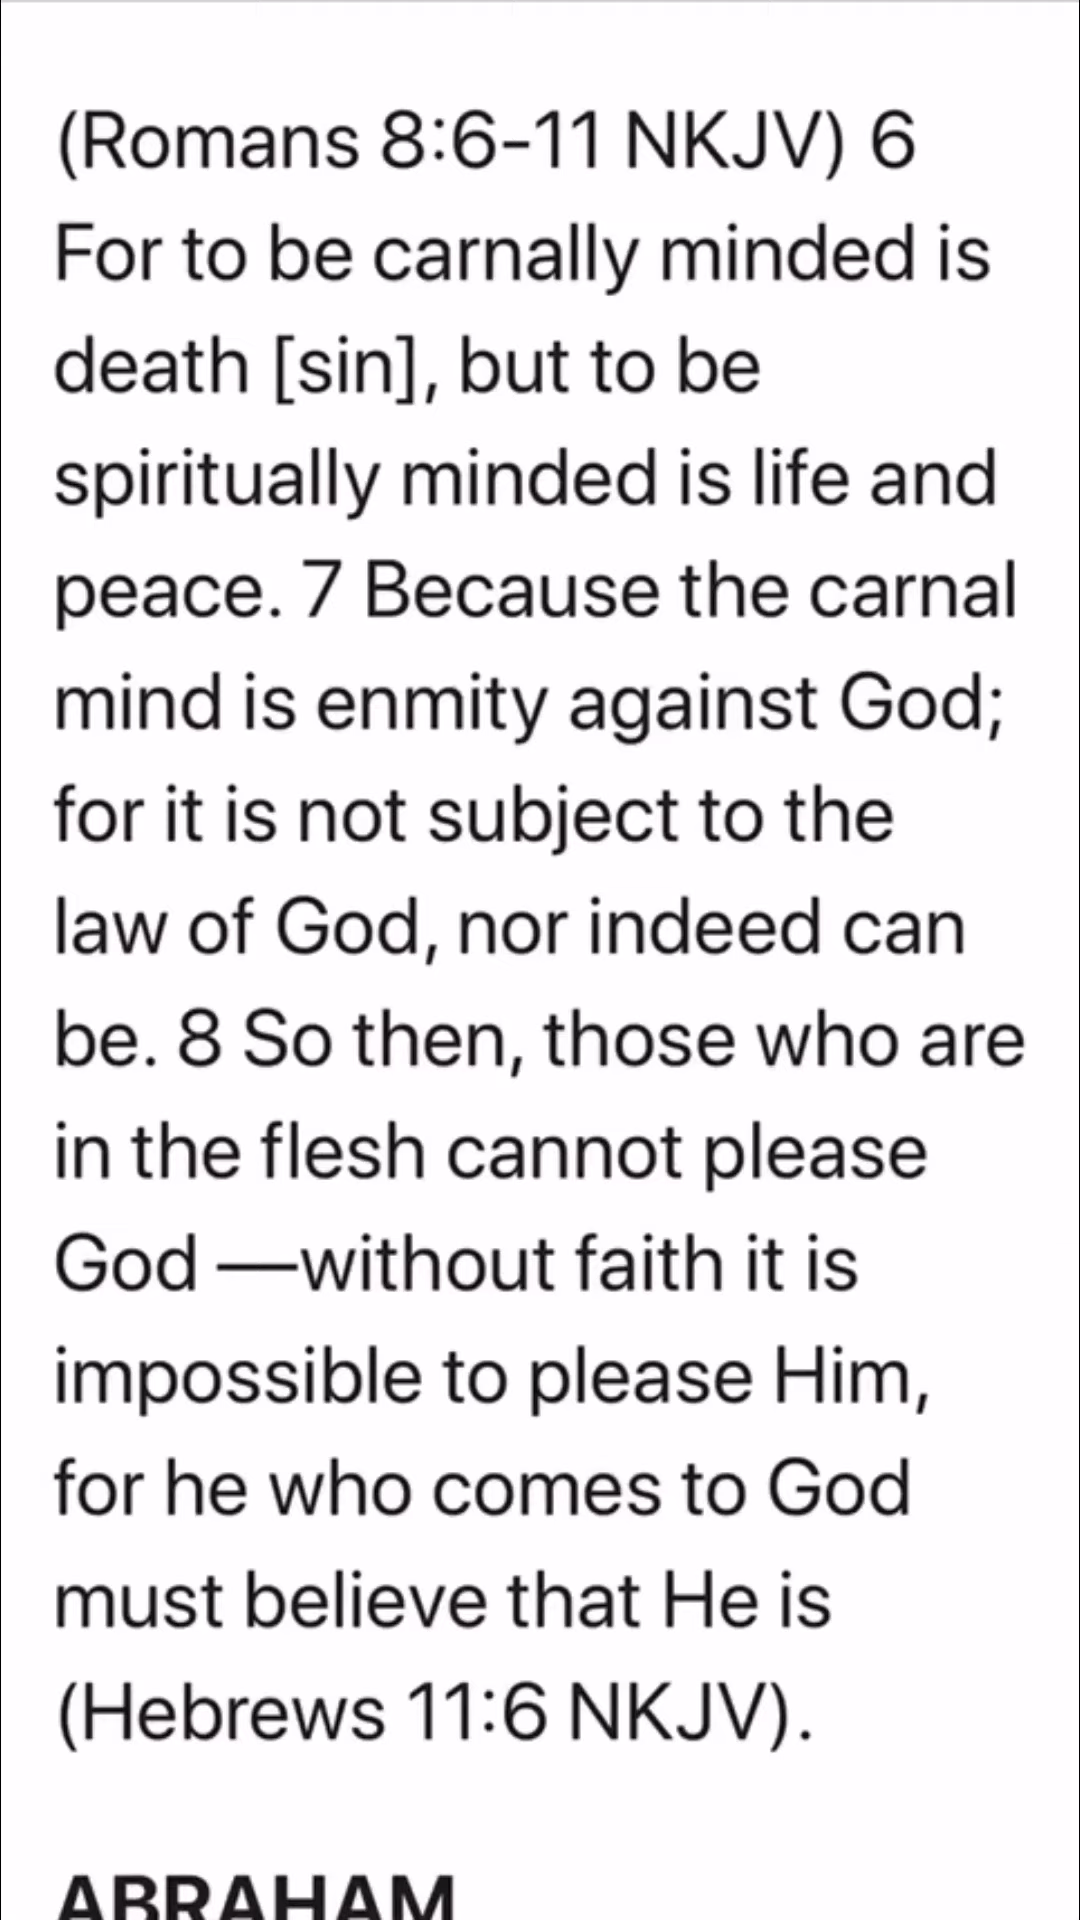 (Romans 8:6-11 NKJV) 6
For to be carnally minded is
death [sin], but to be
spiritually minded is life and
peace. 7 Because the carnal
mind is enmity against God;
for it is not subject to the
law of God, nor indeed can
be. 8 So then, those who are
in the flesh cannot please
God —without faith it is
impossible to please Him,
for he who comes to God
must believe that He is
(Hebrews 11:6 NKJV).
ABRAHAM